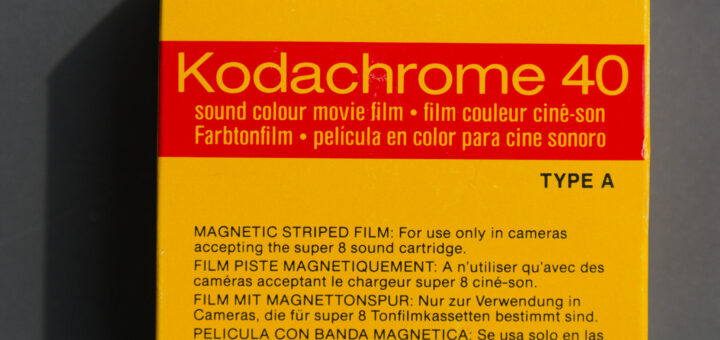 Kodachrome 40
sound colour movie film • film couleur ciné-son
Farbtonfilm • película en color para cine sonoro
TYPE A
MAGNETIC STRIPED FILM: For use only in cameras
accepting the super 8 sound cartridge.
FILM PISTE MAGNETIQUEMENT: A n'utiliser qu'avec des
caméras acceptant le chargeur super 8 ciné-son.
FILM MIT MAGNETTONSPUR: Nur zur Verwendung in
Cameras, die für super 8 Tonfilmkassetten bestimmt sind.
PELICULA CON BANDA MAGNETICA: Se usa solo en las